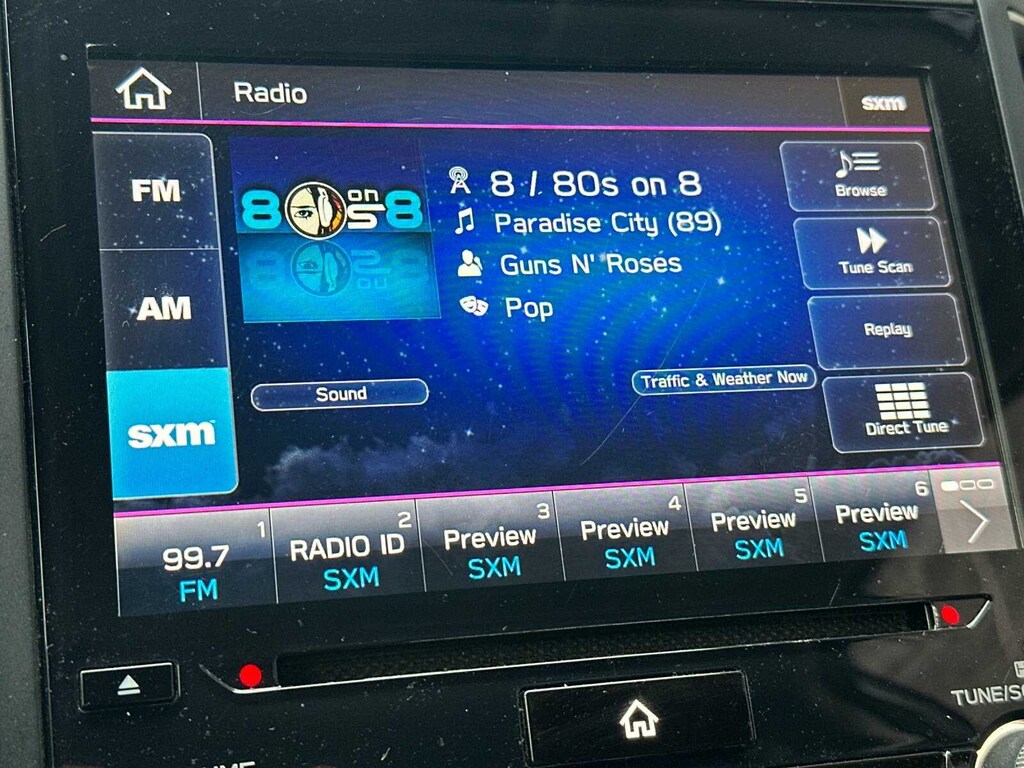 Radio
sxm
FM
AM
sxm
80s on 8
8 / 80s on 8
Paradise City (89)
Guns N' Roses
Pop
Sound
Traffic & Weather Now
Browse
Tune Scan
Replay
Direct Tune
1
99.7
FM
2
RADIO ID
SXM
3
Preview
SXM
4
Preview
SXM
5
Preview
SXM
6
Preview
SXM